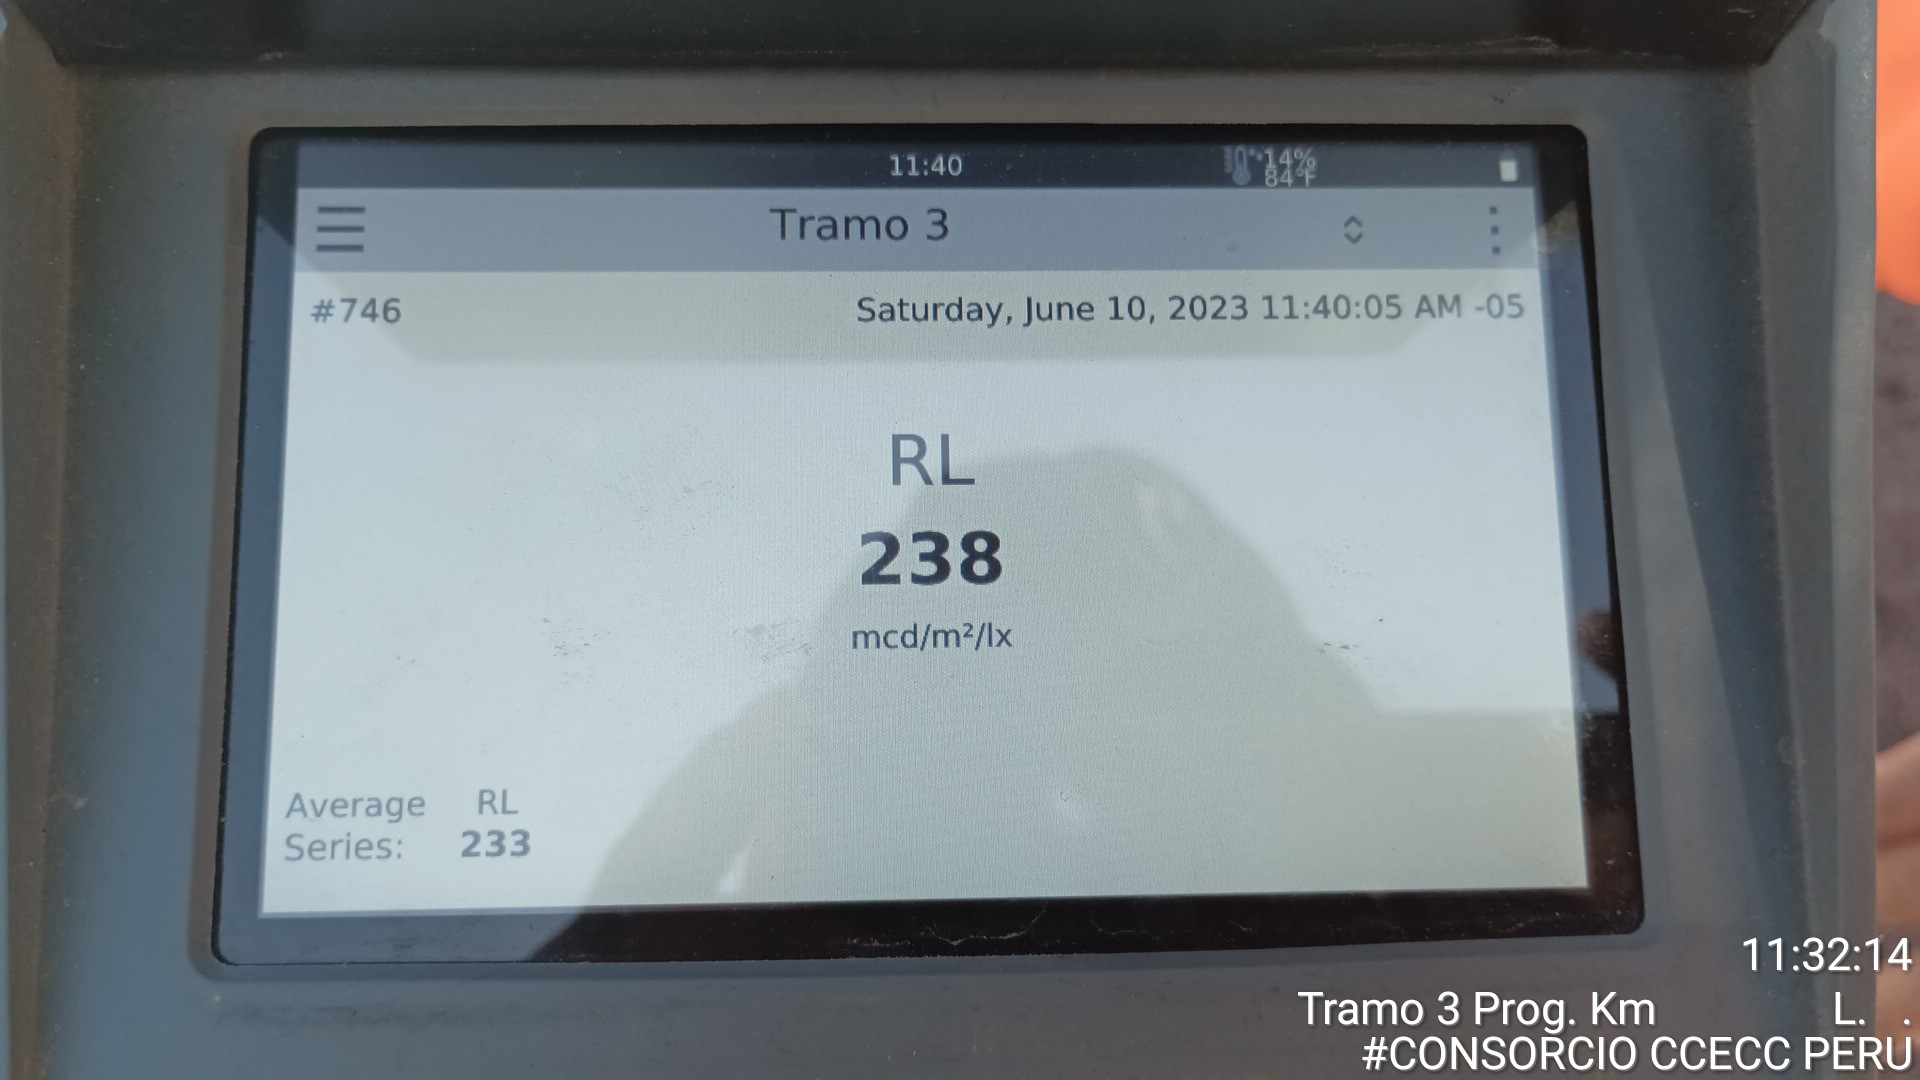 11:40
14%
84°F
Tramo 3
#746
Saturday, June 10, 2023 11:40:05 AM -05
RL
238
mcd/m²/lx
Average RL
Series: 233
11:32:14
Tramo 3 Prog. Km L. .
#CONSORCIO CCECC PERU